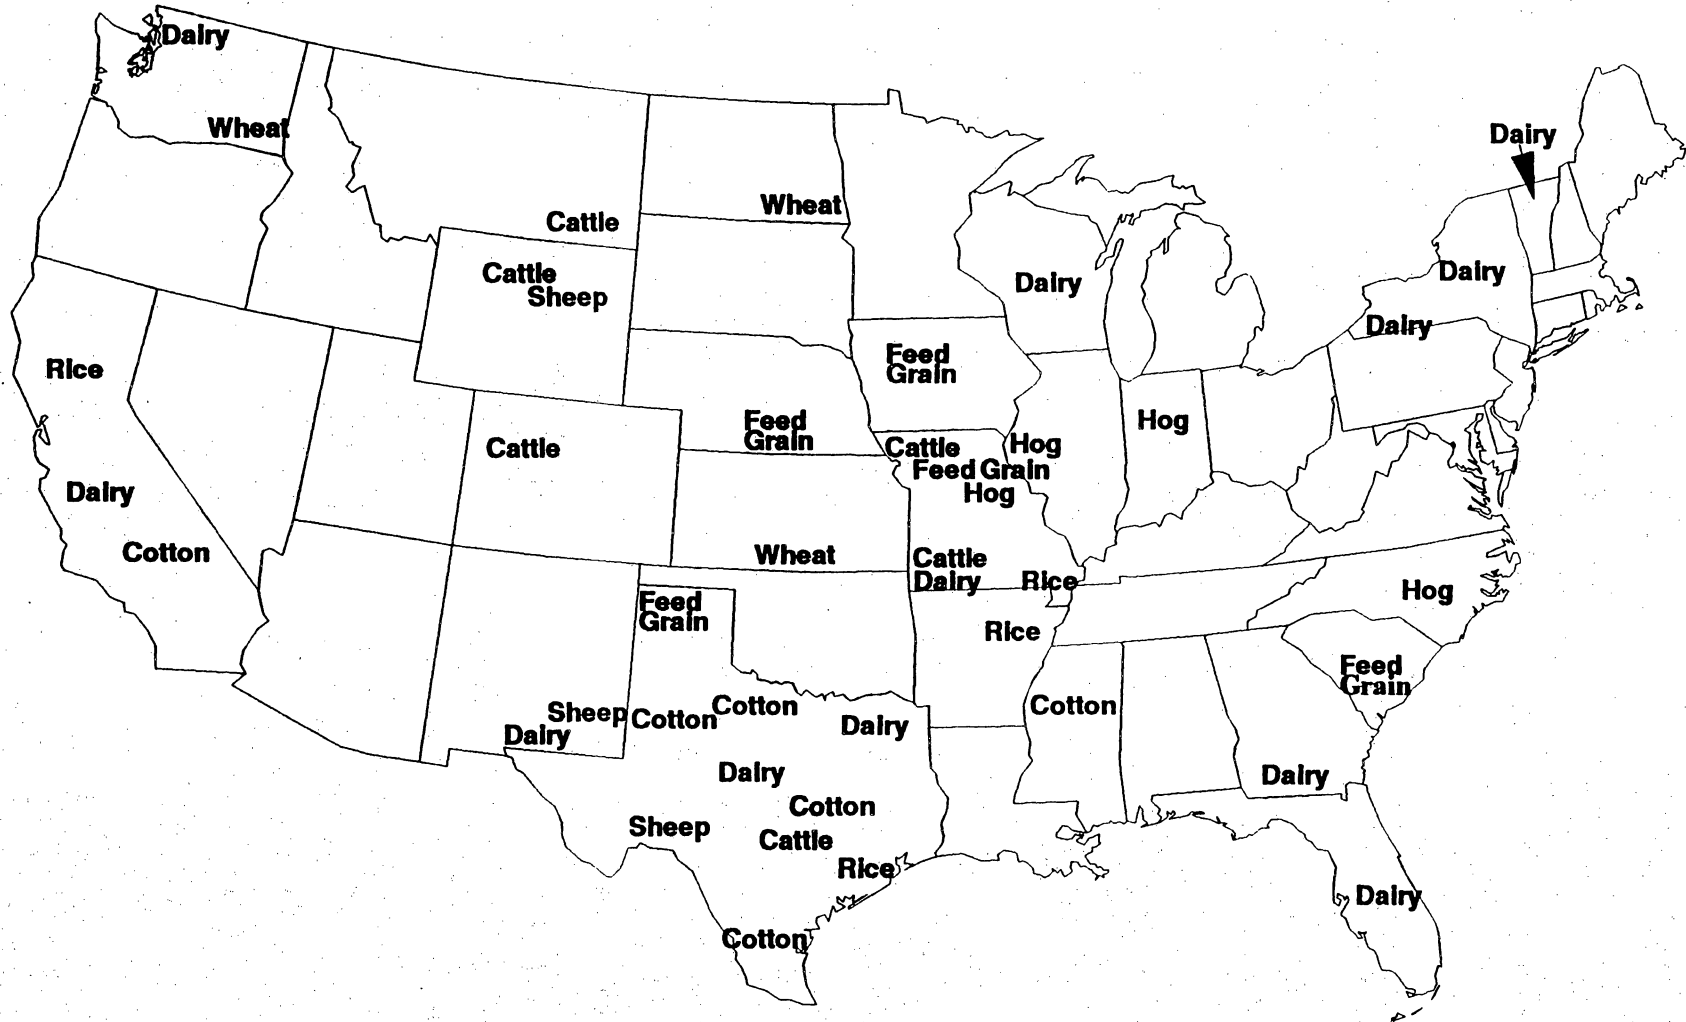 Dairy
Wheat
Dairy
Wheat
Cattle
Cattle
Sheep
Dairy
Dairy
Dairy
Rice
Feed
Grain
Feed
Grain
Hog
Cattle
Cattle
Hog
Feed Grain
Hog
Dairy
Cotton
Wheat
Cattle
Dairy
Rice
Hog
Feed
Grain
Rice
Feed
Grain
Sheep
Dairy
Cotton
Cotton
Dairy
Cotton
Dairy
Dairy
Cotton
Sheep
Cattle
Rice
Dairy
Cotton